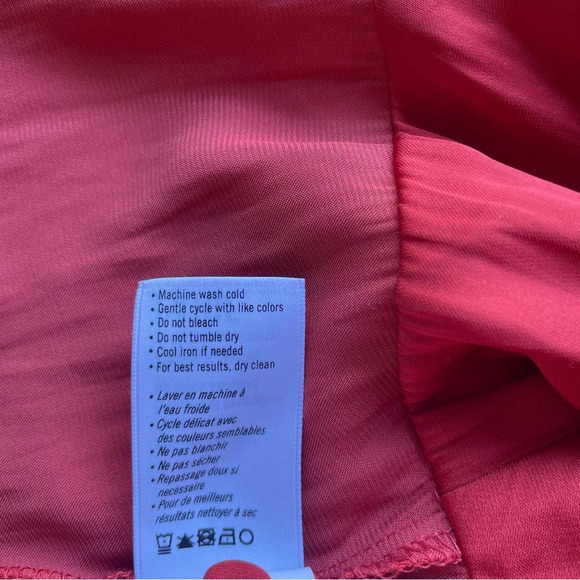 • Machine wash cold
• Gentle cycle with like colors
• Do not bleach
• Do not tumble dry
• Cool iron if needed
• For best results, dry clean
• Laver en machine à
l'eau froide
• Cycle délicat avec
des couleurs semblables
• Ne pas blanchir
• Ne pas sécher
• Repassage doux si
necessaire
• Pour de meilleurs
résultats nettoyer à sec